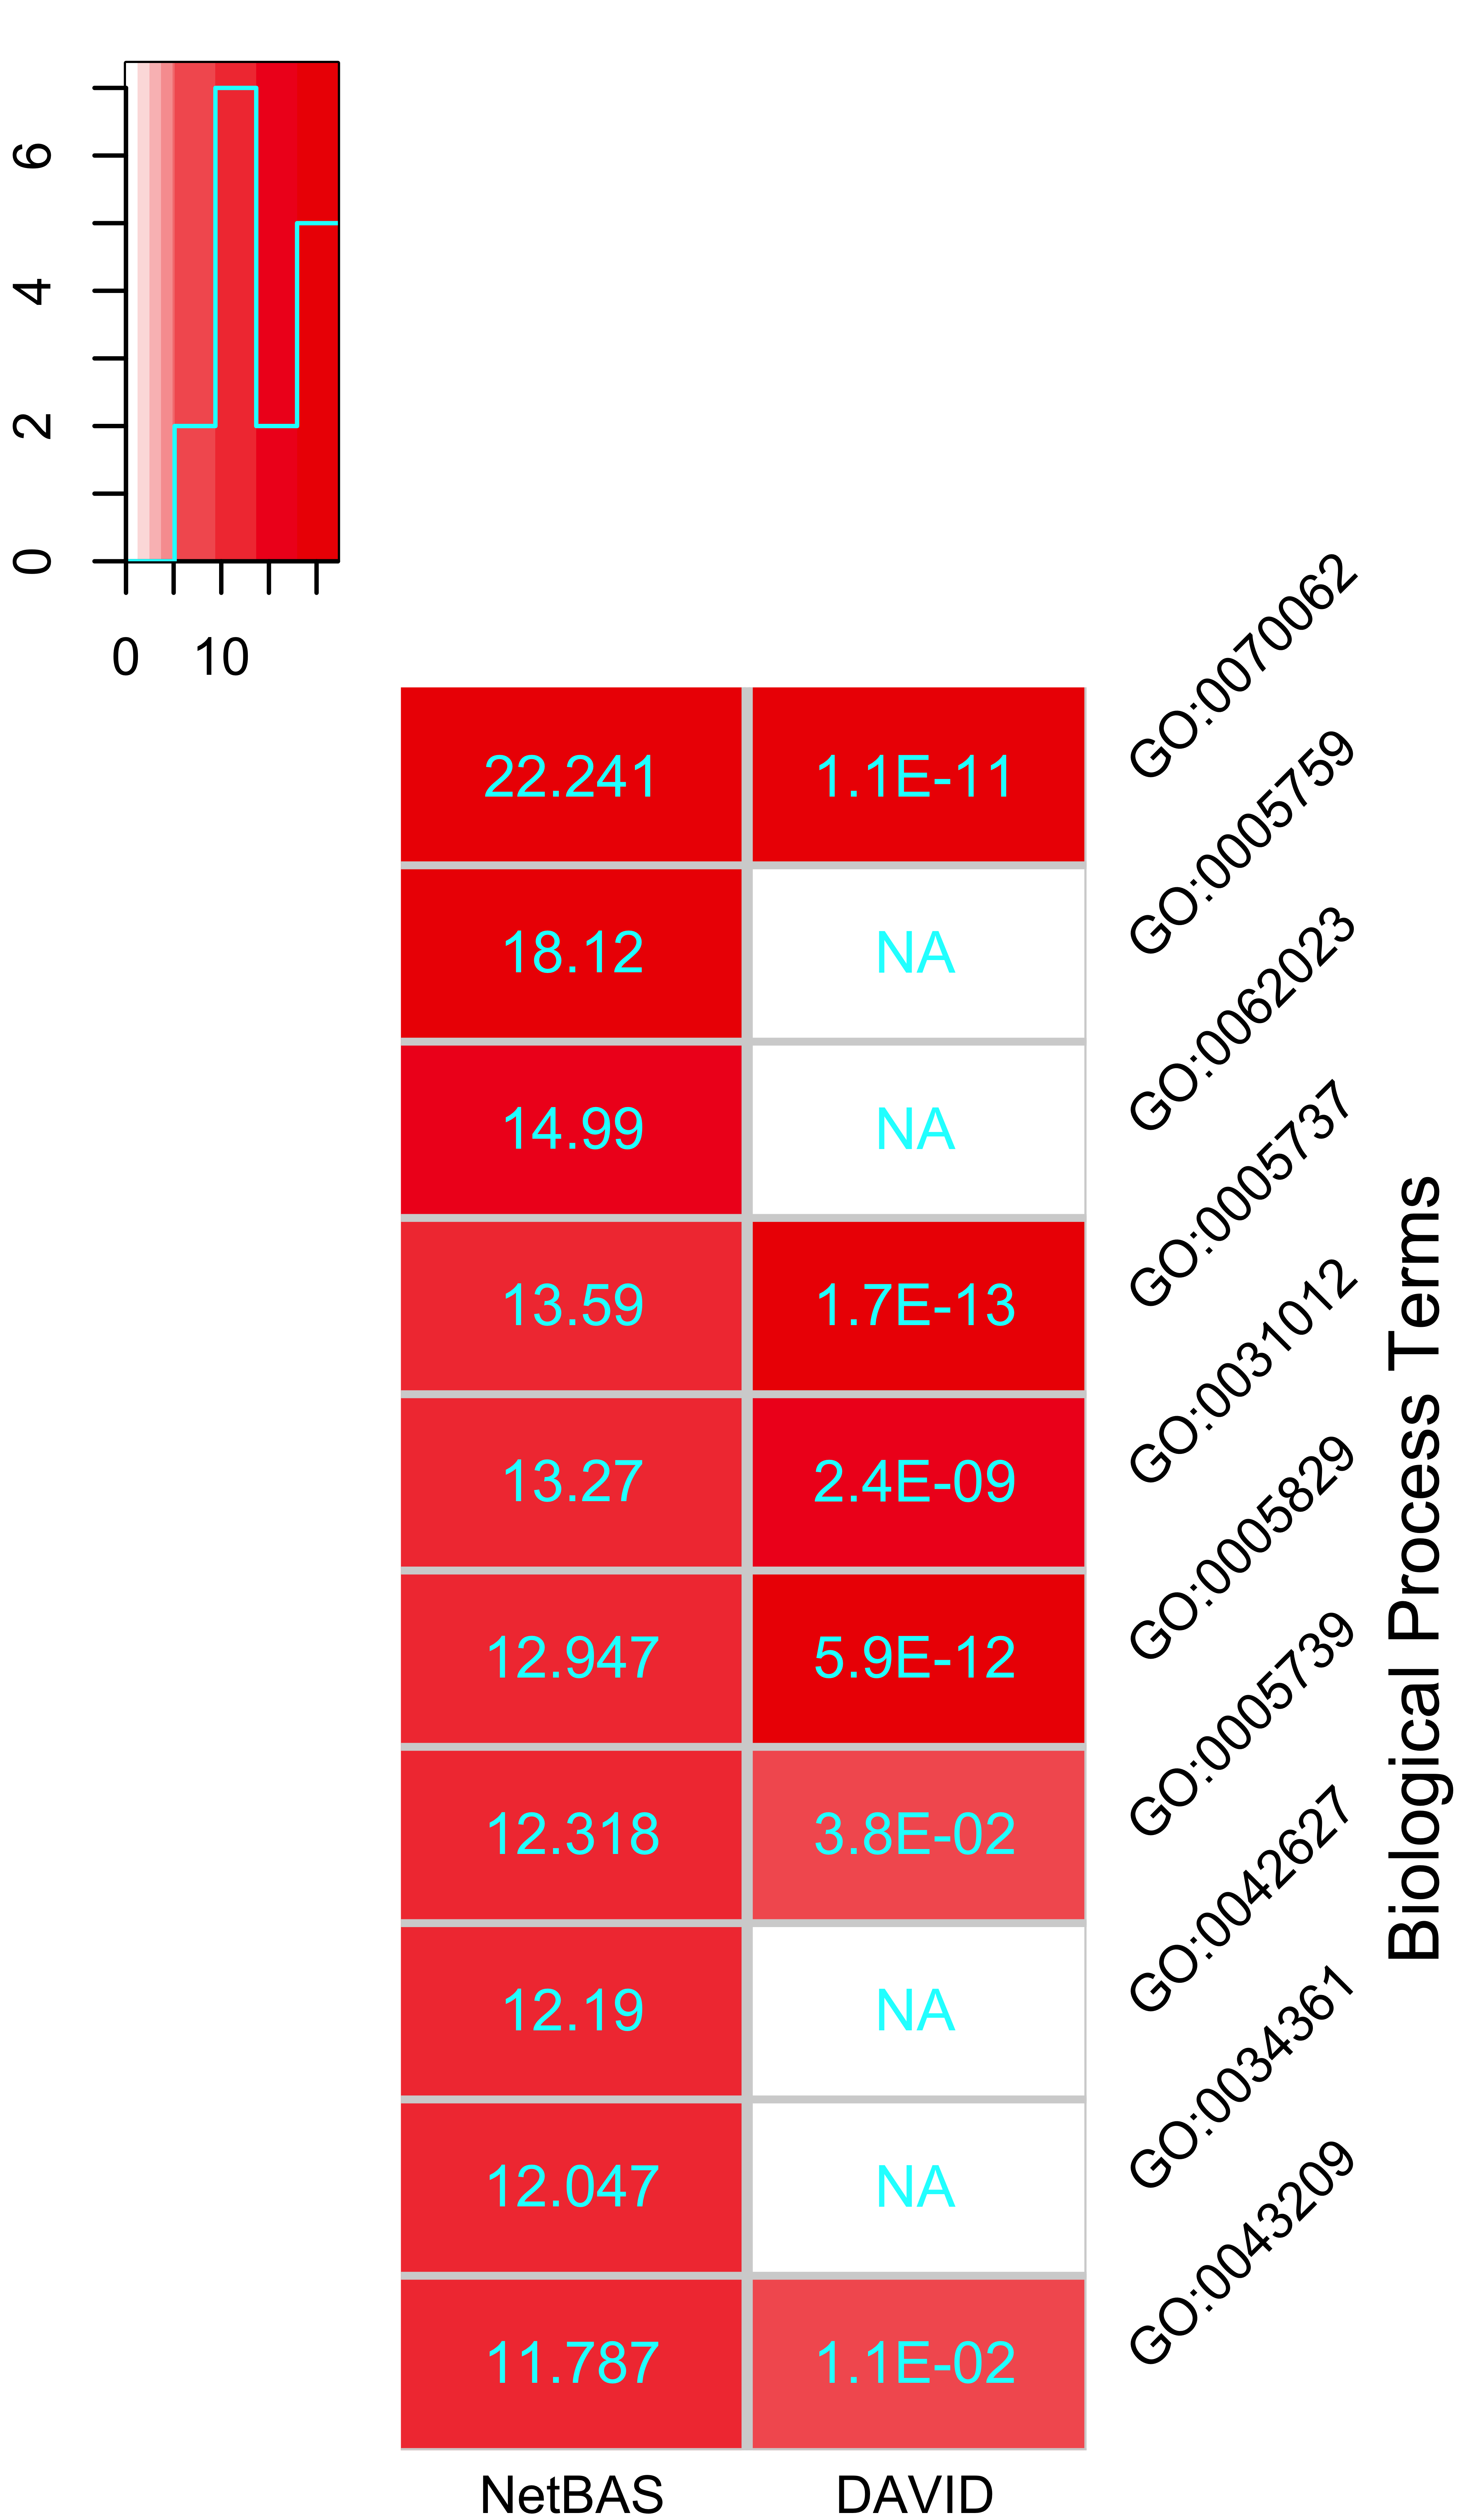 6
4
2
0
0 10
22.241 1.1E-11 GO:0070062
18.12 NA GO:0005759
14.99 NA GO:0062023
13.59 1.7E-13 GO:0005737
13.27 2.4E-09 GO:0031012
12.947 5.9E-12 GO:0005829
12.318 3.8E-02 GO:0005739
12.19 NA GO:0042627
12.047 NA GO:0034361
11.787 1.1E-02 GO:0043209
Biological Process Terms
NetBAS DAVID